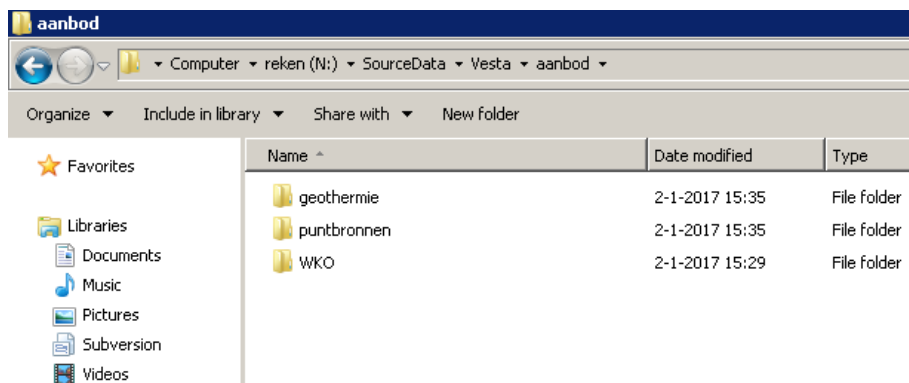 aanbod
Computer reken (N:) SourceData Vesta aanbod
Organize Include in library Share with New folder
Favorites
Libraries
Documents
Music
Pictures
Subversion
Videos
Name Date modified Type
geothermie 2-1-2017 15:35 File folder
puntbronnen 2-1-2017 15:35 File folder
WKO 2-1-2017 15:29 File folder